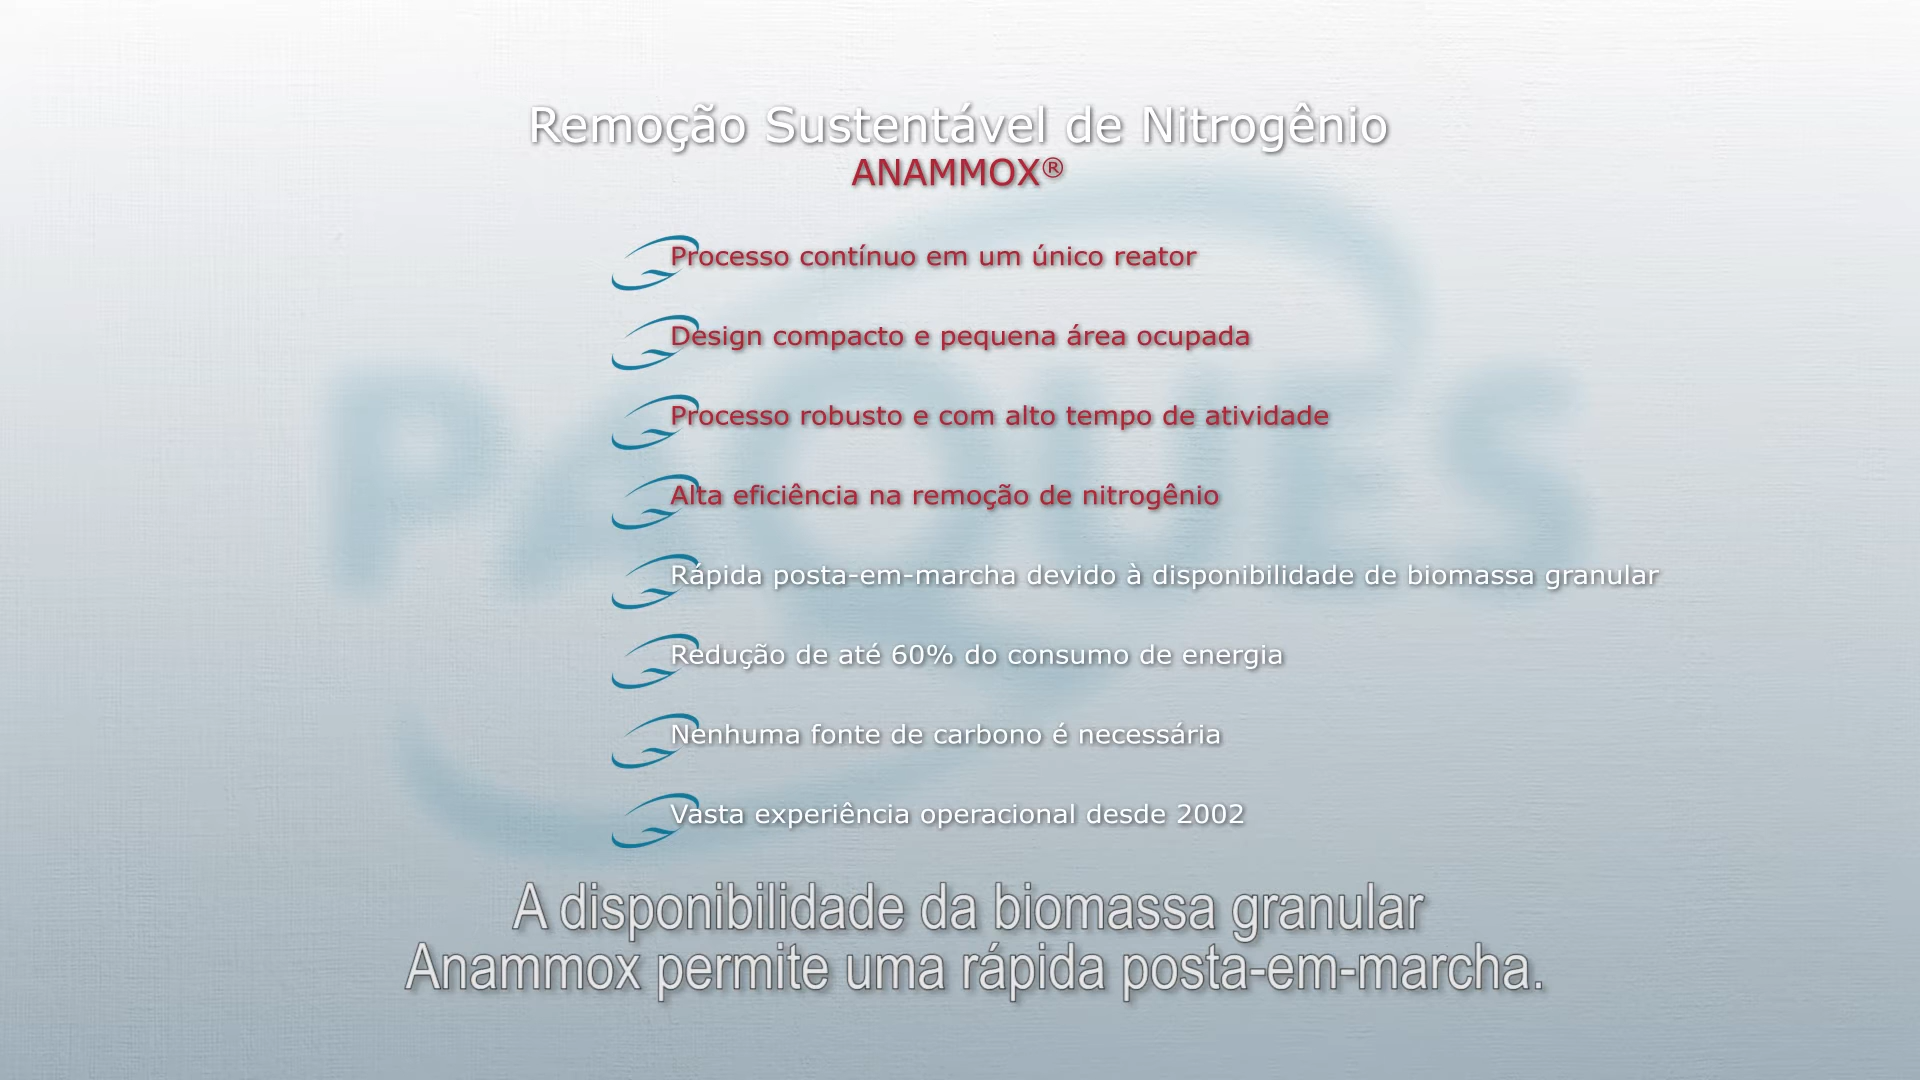 Remoção Sustentável de Nitrogênio
ANAMMOX®
Processo contínuo em um único reator
Design compacto e pequena área ocupada
Processo robusto e com alto tempo de atividade
Alta eficiência na remoção de nitrogênio
Rápida posta-em-marcha devido à disponibilidade de biomassa granular
Redução de até 60% do consumo de energia
Nenhuma fonte de carbono é necessária
Vasta experiência operacional desde 2002
PAQUES
A disponibilidade da biomassa granular
Anammox permite uma rápida posta-em-marcha.